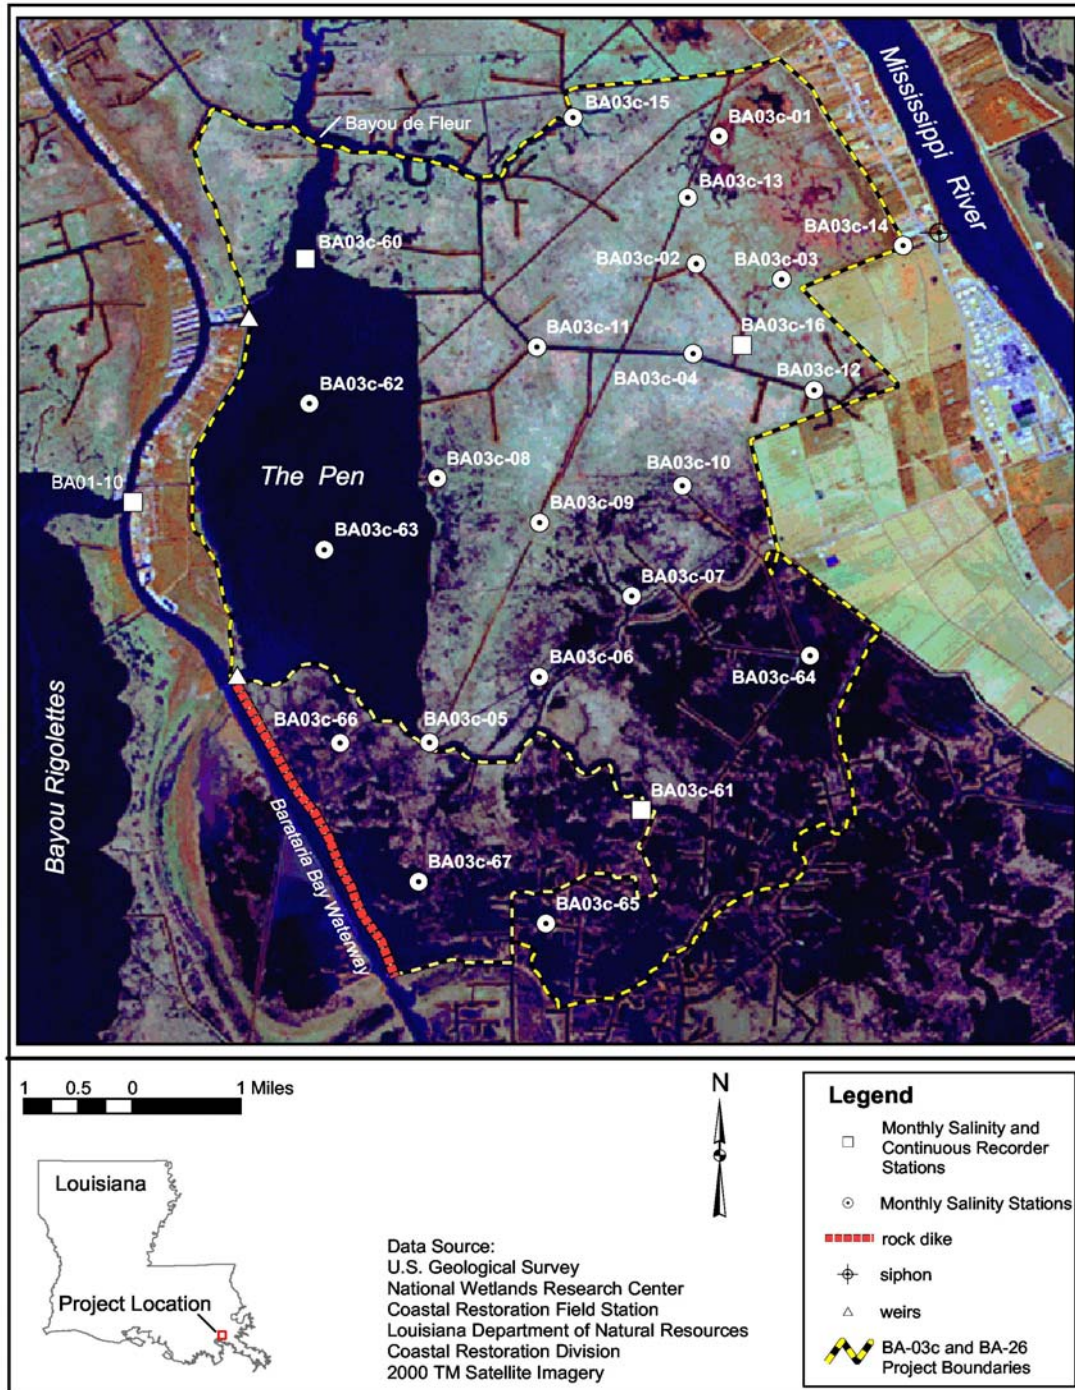 Mississippi River
BA03c-15
BA03c-01
Bayou de Fleur
BA03c-13
BA03c-14
BA03c-60
BA03c-02
BA03c-03
BA03c-11
BA03c-16
BA03c-04
BA03c-12
BA03c-62
The Pen
BA03c-08
BA03c-10
BA01-10
BA03c-09
BA03c-63
BA03c-07
BA03c-06
BA03c-64
BA03c-66
BA03c-05
Bayou Rigolettes
BA03c-61
Barataria Bay Waterway
BA03c-67
BA03c-65
1 0.5 0 1 Miles
N
Louisiana
Project Location
Data Source:
U.S. Geological Survey
National Wetlands Research Center
Coastal Restoration Field Station
Louisiana Department of Natural Resources
Coastal Restoration Division
2000 TM Satellite Imagery
Legend
Monthly Salinity and
Continuous Recorder
Stations
Monthly Salinity Stations
rock dike
siphon
weirs
BA-03c and BA-26
Project Boundaries